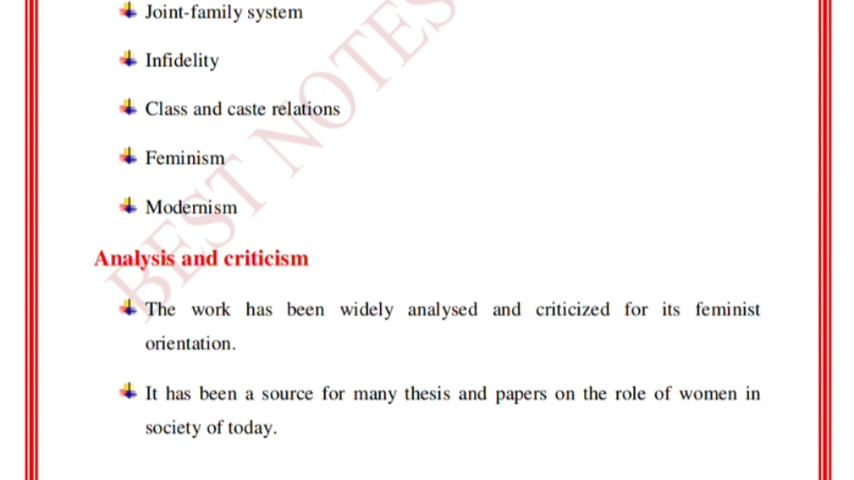 Joint-family system
Infidelity
Class and caste relations
Feminism
Modernism
Analysis and criticism
The work has been widely analysed and criticized for its feminist
orientation.
It has been a source for many thesis and papers on the role of women in
society of today.
BEST NOTES